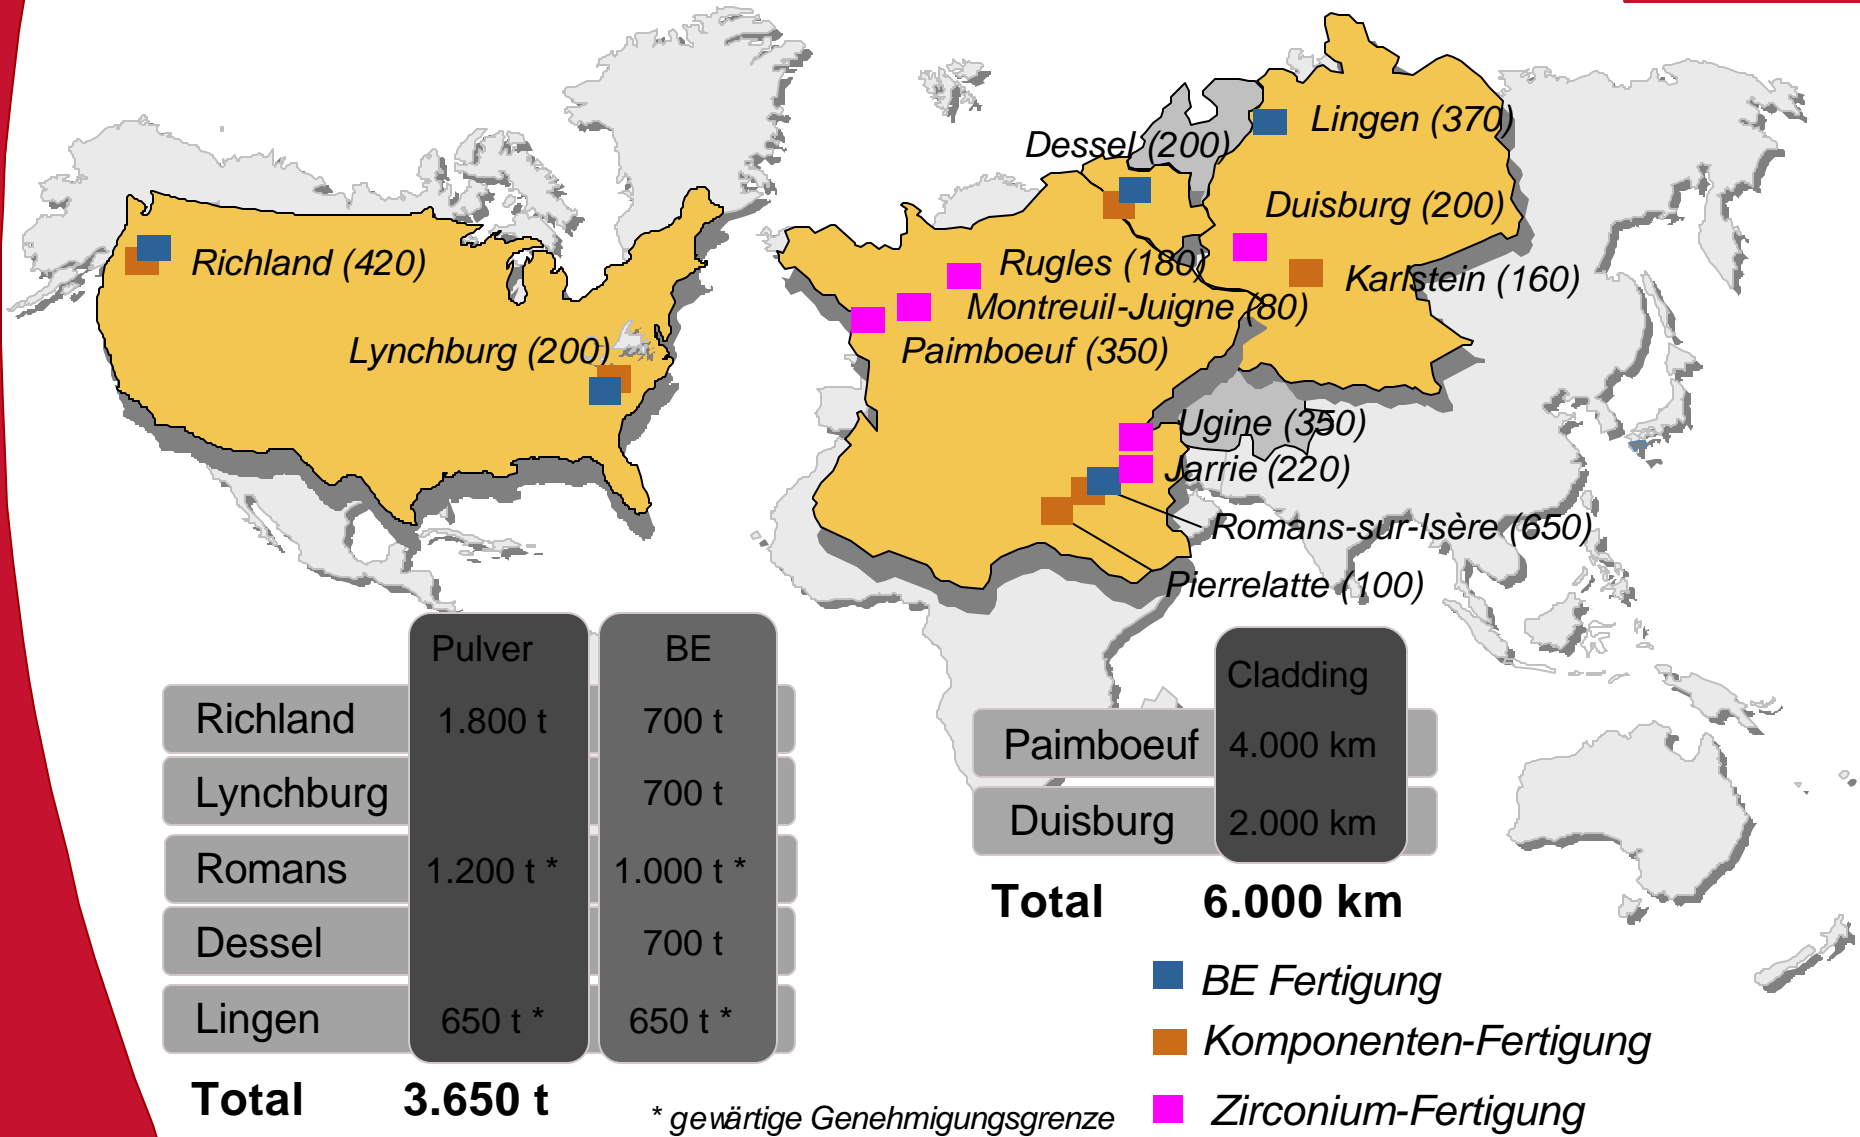 Dessel (200)
Lingen (370)
Duisburg (200)
Richland (420)
Rugles (180)
Karlstein (160)
Montreuil-Juigne (80)
Lynchburg (200)
Paimboeuf (350)
Ugine (350)
Jarrie (220)
Romans-sur-Isère (650)
Pierrelatte (100)
Pulver BE
Richland 1.800 t 700 t
Lynchburg 700 t
Romans 1.200 t * 1.000 t *
Dessel 700 t
Lingen 650 t * 650 t *
Total 3.650 t
* gewärtige Genehmigungsgrenze
Cladding
Paimboeuf 4.000 km
Duisburg 2.000 km
Total 6.000 km
BE Fertigung
Komponenten-Fertigung
Zirconium-Fertigung